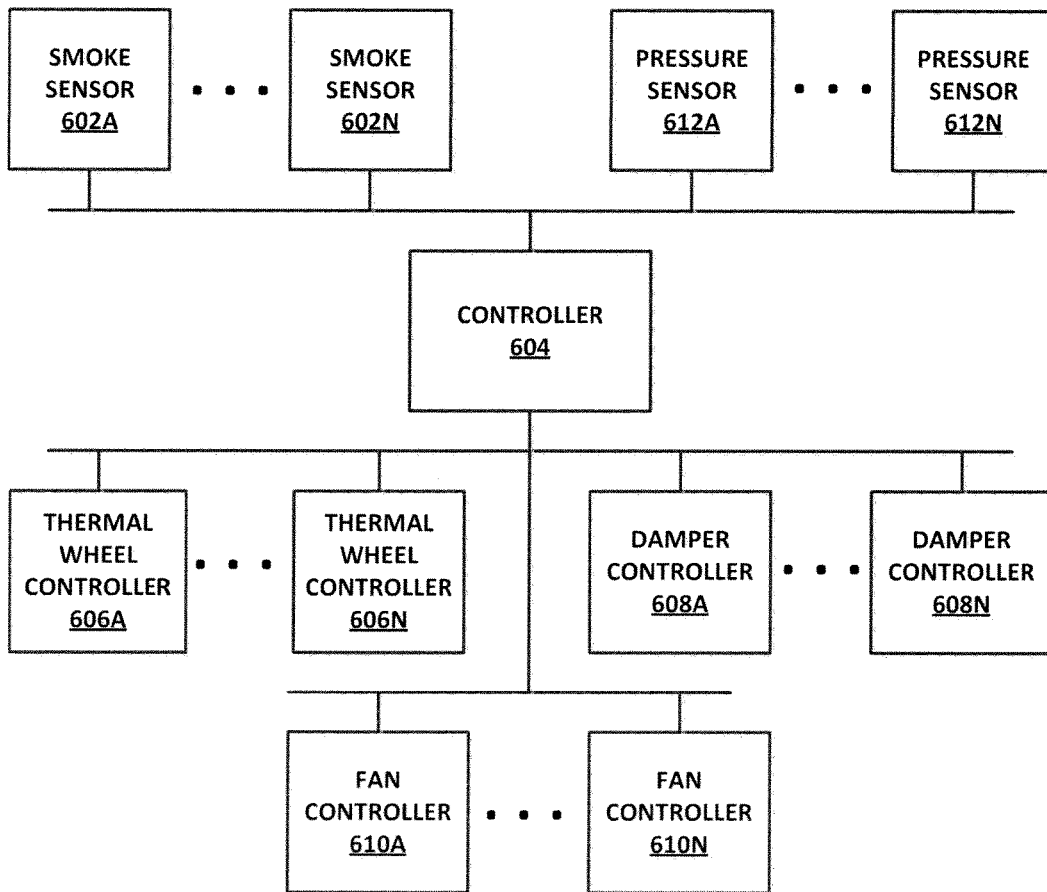 SMOKE
SENSOR
602A
SMOKE
SENSOR
602N
PRESSURE
SENSOR
612A
PRESSURE
SENSOR
612N
CONTROLLER
604
THERMAL
WHEEL
CONTROLLER
606A
THERMAL
WHEEL
CONTROLLER
606N
DAMPER
CONTROLLER
608A
DAMPER
CONTROLLER
608N
FAN
CONTROLLER
610A
FAN
CONTROLLER
610N